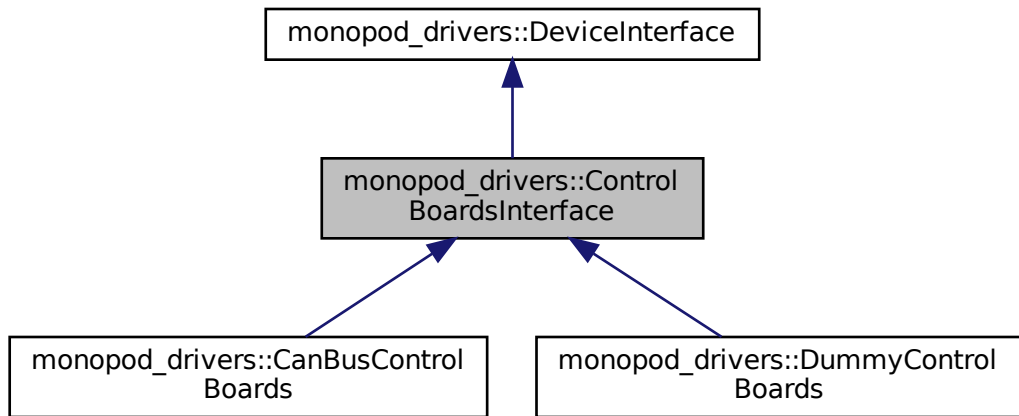 monopod_drivers::DeviceInterface
monopod_drivers::Control
BoardsInterface
monopod_drivers::CanBusControl
Boards
monopod_drivers::DummyControl
Boards